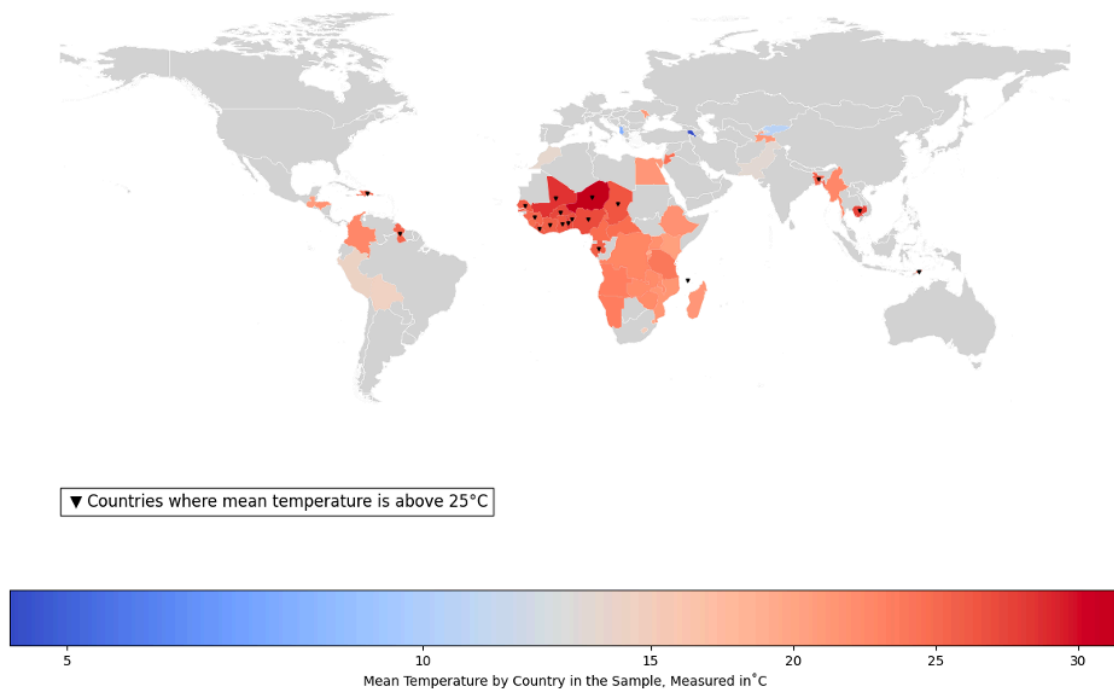 ▼ Countries where mean temperature is above 25°C
5 10 15 20 25 30
Mean Temperature by Country in the Sample, Measured in˚C